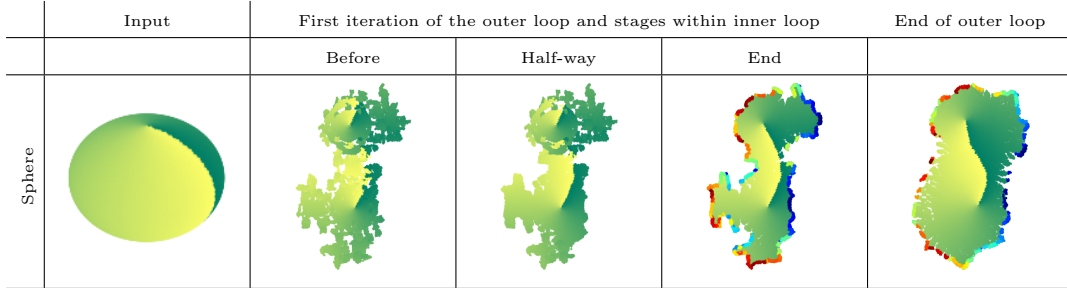 Input First iteration of the outer loop and stages within inner loop End of outer loop
Before Half-way End
Sphere